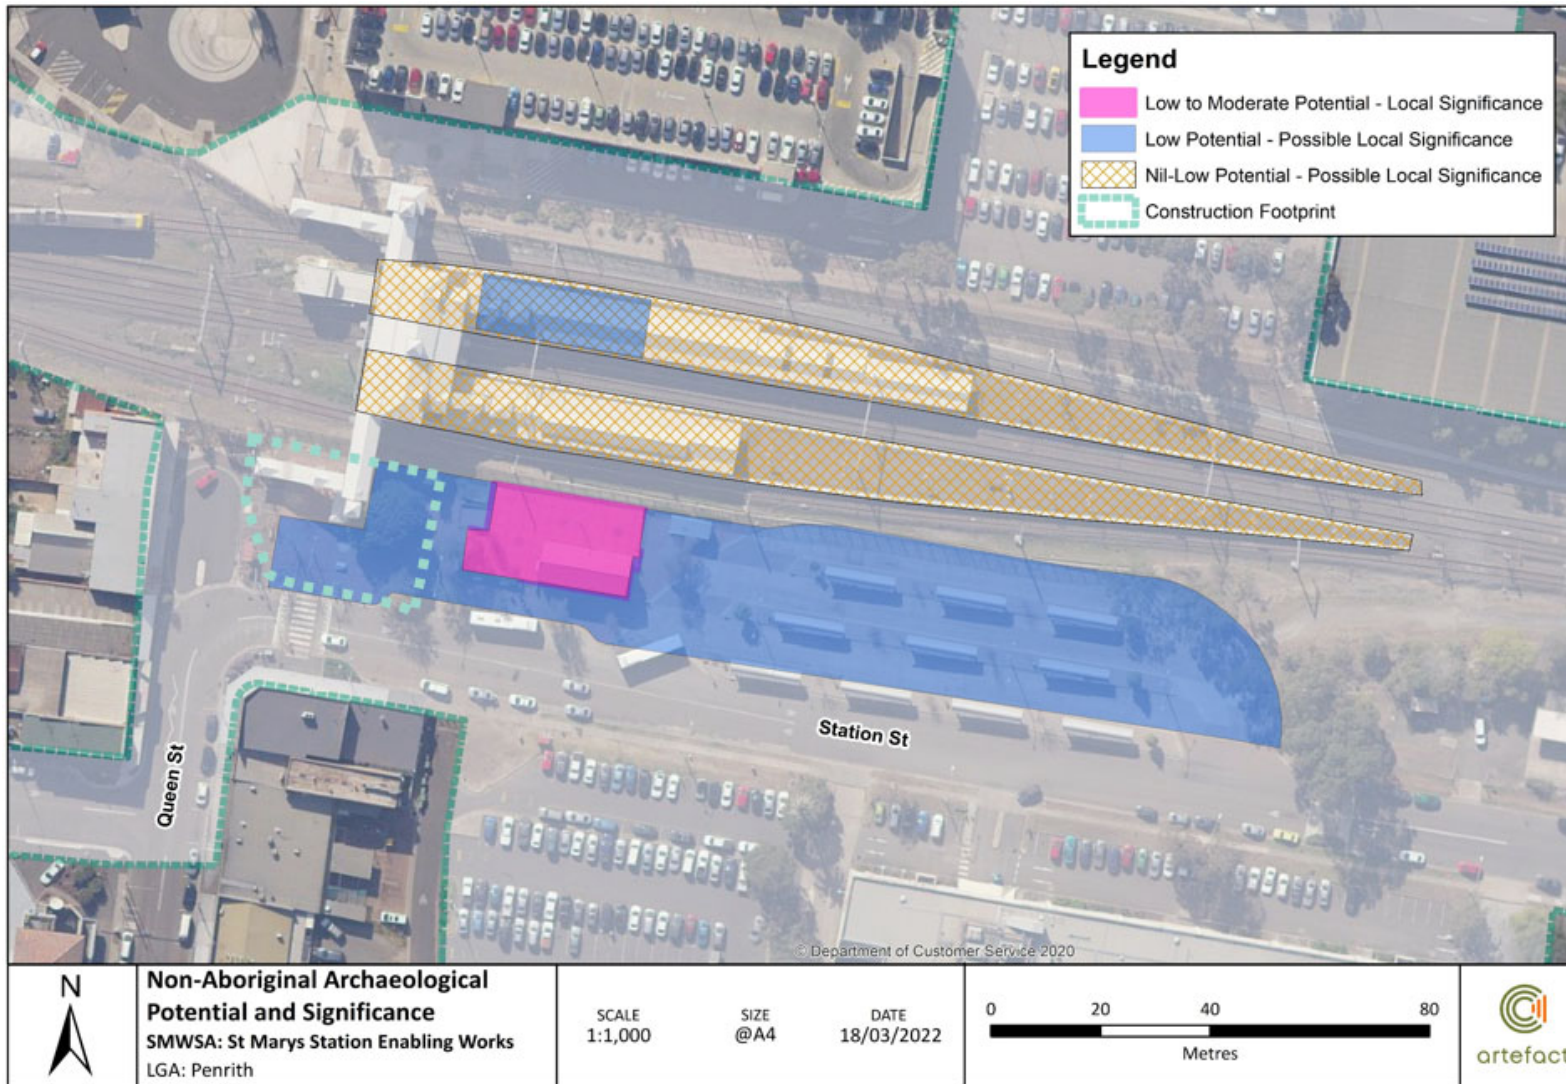 Legend
Low to Moderate Potential - Local Significance
Low Potential - Possible Local Significance
Nil-Low Potential - Possible Local Significance
Construction Footprint
Station St
Queen St
© Department of Customer Service 2020
N
Non-Aboriginal Archaeological
Potential and Significance
SMWSA: St Marys Station Enabling Works
LGA: Penrith
SCALE
1:1,000
SIZE
@A4
DATE
18/03/2022
0 20 40 80
Metres
artefact